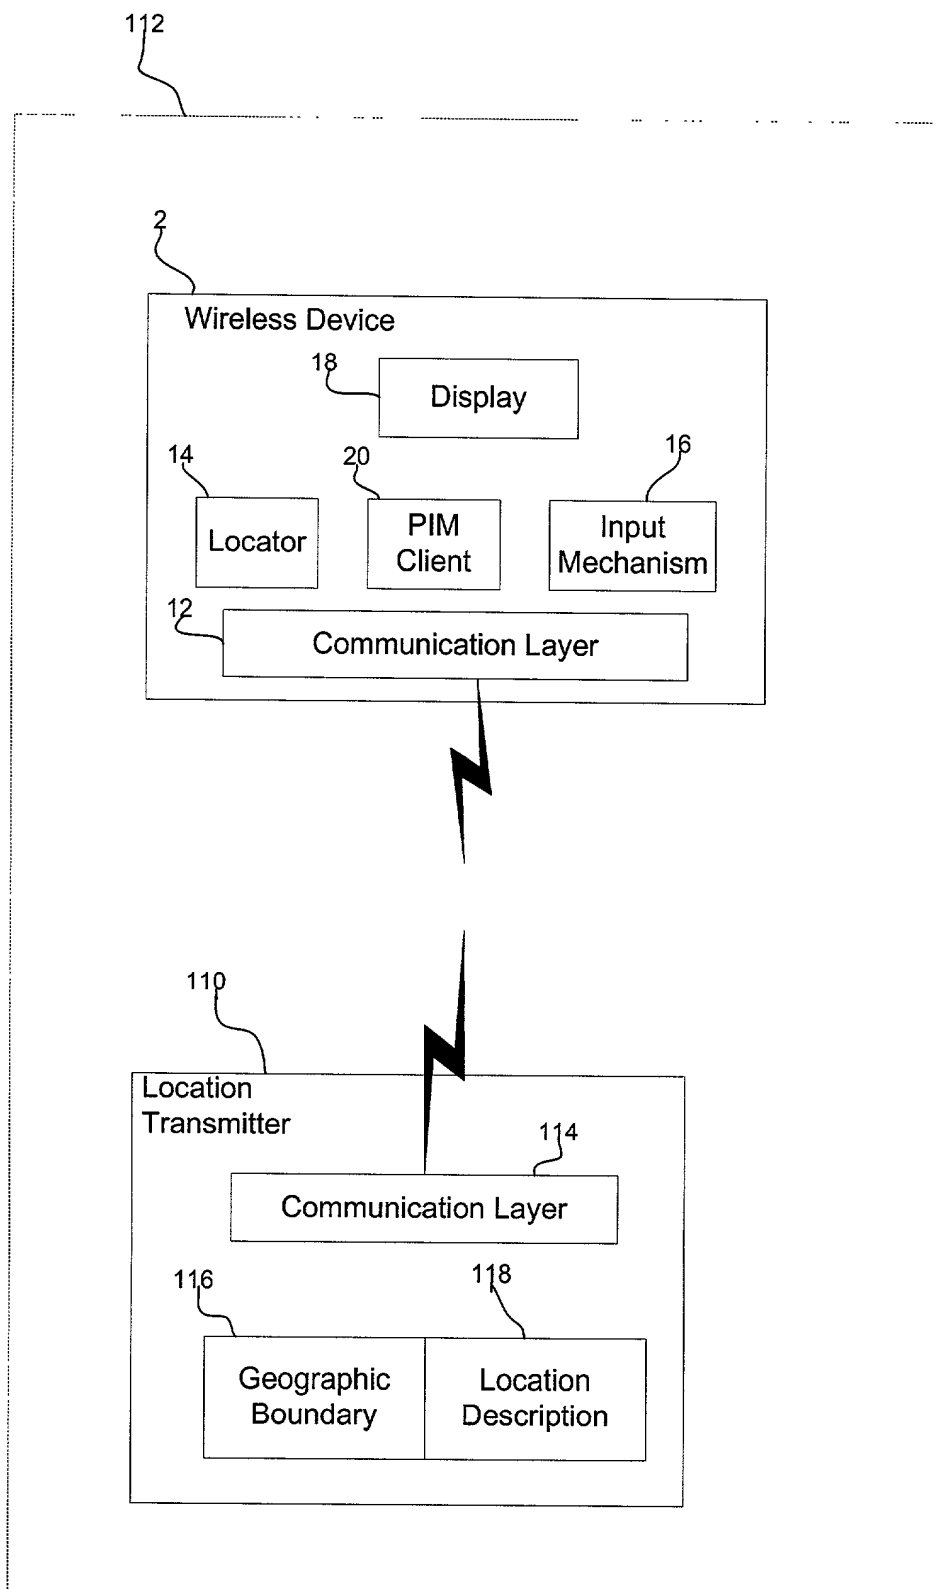 112
2
Wireless Device
18
Display
14
20
16
Locator
PIM
Client
Input
Mechanism
12
Communication Layer
110
Location
Transmitter
114
Communication Layer
116
118
Geographic
Boundary
Location
Description